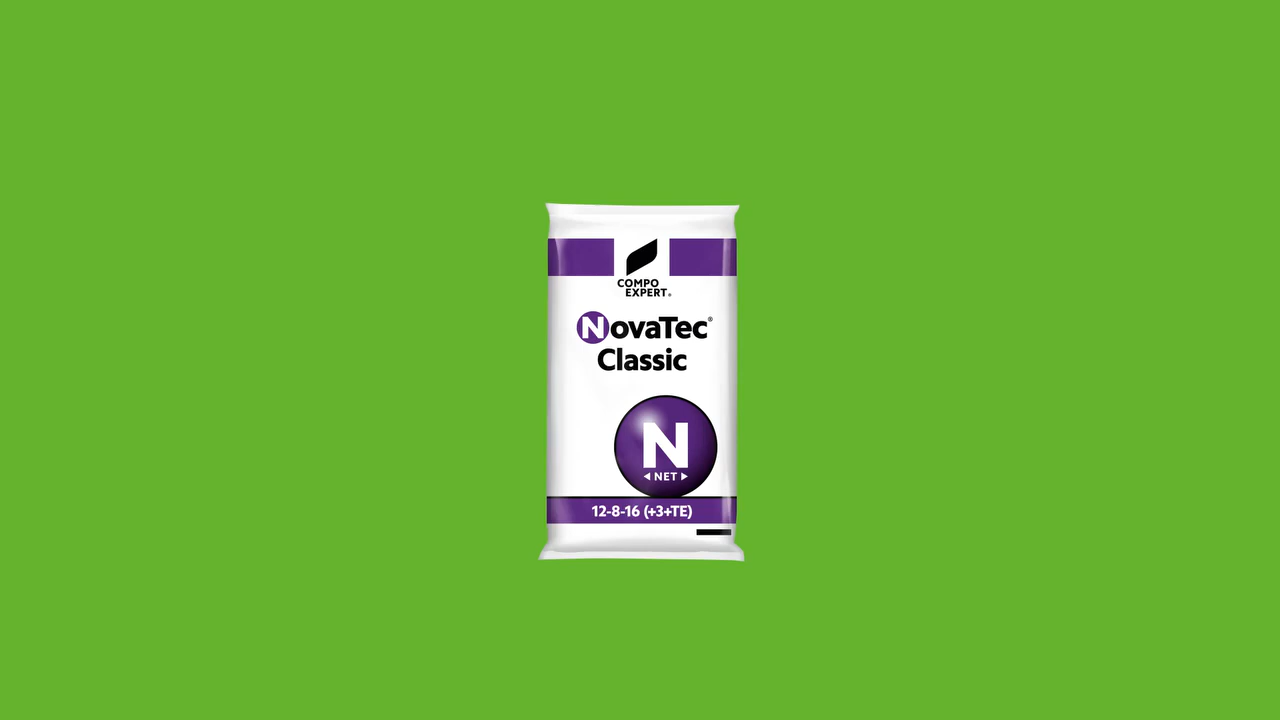 COMPO
EXPERT®
NovaTec®
Classic
N
NET
12-8-16 (+3+TE)